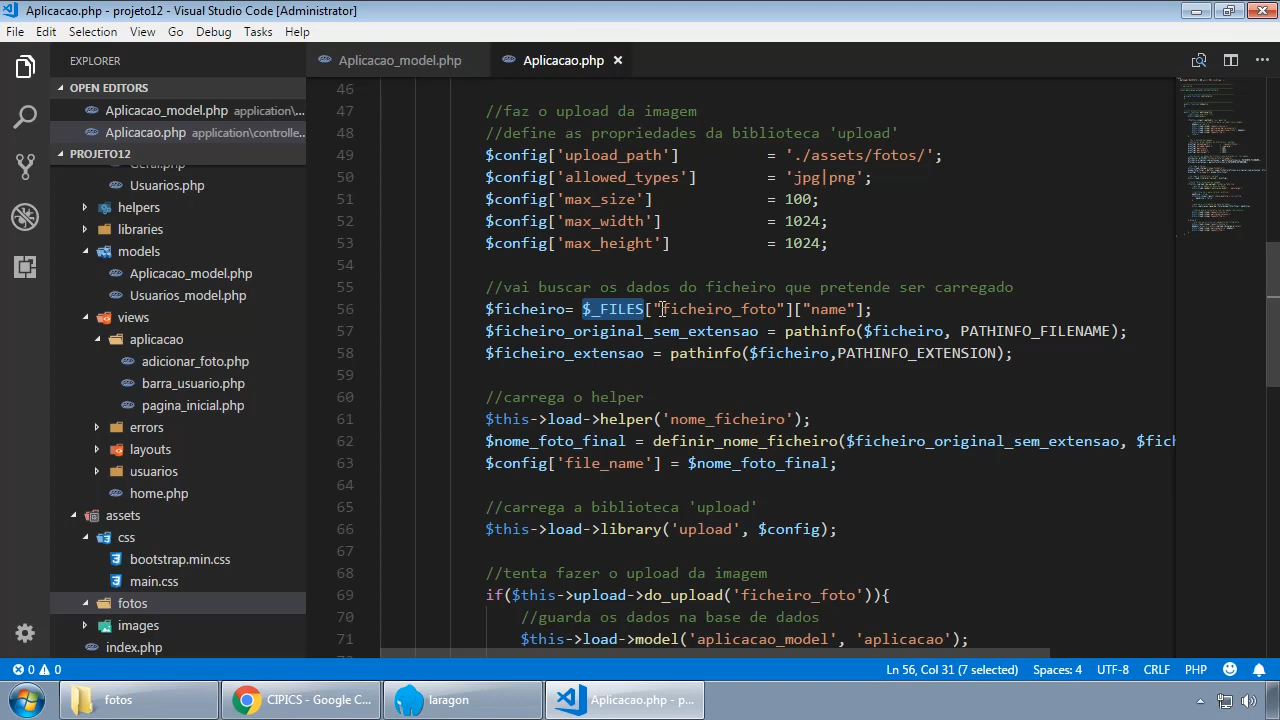 Aplicacao.php - projeto12 - Visual Studio Code [Administrator]
File Edit Selection View Go Debug Tasks Help
EXPLORER
Aplicacao_model.php
Aplicacao.php
OPEN EDITORS
Aplicacao_model.php application\...
Aplicacao.php application\controlle...
PROJETO12
Usuarios.php
helpers
libraries
models
Aplicacao_model.php
Usuarios_model.php
views
aplicacao
adicionar_foto.php
barra_usuario.php
pagina_inicial.php
errors
layouts
usuarios
home.php
assets
css
bootstrap.min.css
main.css
fotos
images
index.php
46
47 //faz o upload da imagem
48 //define as propriedades da biblioteca 'upload'
49 $config['upload_path'] = './assets/fotos/';
50 $config['allowed_types'] = 'jpg|png';
51 $config['max_size'] = 100;
52 $config['max_width'] = 1024;
53 $config['max_height'] = 1024;
54
55 //vai buscar os dados do ficheiro que pretende ser carregado
56 $ficheiro= $_FILES["ficheiro_foto"]["name"];
57 $ficheiro_original_sem_extensao = pathinfo($ficheiro, PATHINFO_FILENAME);
58 $ficheiro_extensao = pathinfo($ficheiro,PATHINFO_EXTENSION);
59
60 //carrega o helper
61 $this->load->helper('nome_ficheiro');
62 $nome_foto_final = definir_nome_ficheiro($ficheiro_original_sem_extensao, $fich
63 $config['file_name'] = $nome_foto_final;
64
65 //carrega a biblioteca 'upload'
66 $this->load->library('upload', $config);
67
68 //tenta fazer o upload da imagem
69 if($this->upload->do_upload('ficheiro_foto')){
70 //guarda os dados na base de dados
71 $this->load->model('aplicacao_model', 'aplicacao');
0 0 Ln 56, Col 31 (7 selected) Spaces: 4 UTF-8 CRLF PHP
fotos
CIPICS - Google C...
laragon
Aplicacao.php - p...